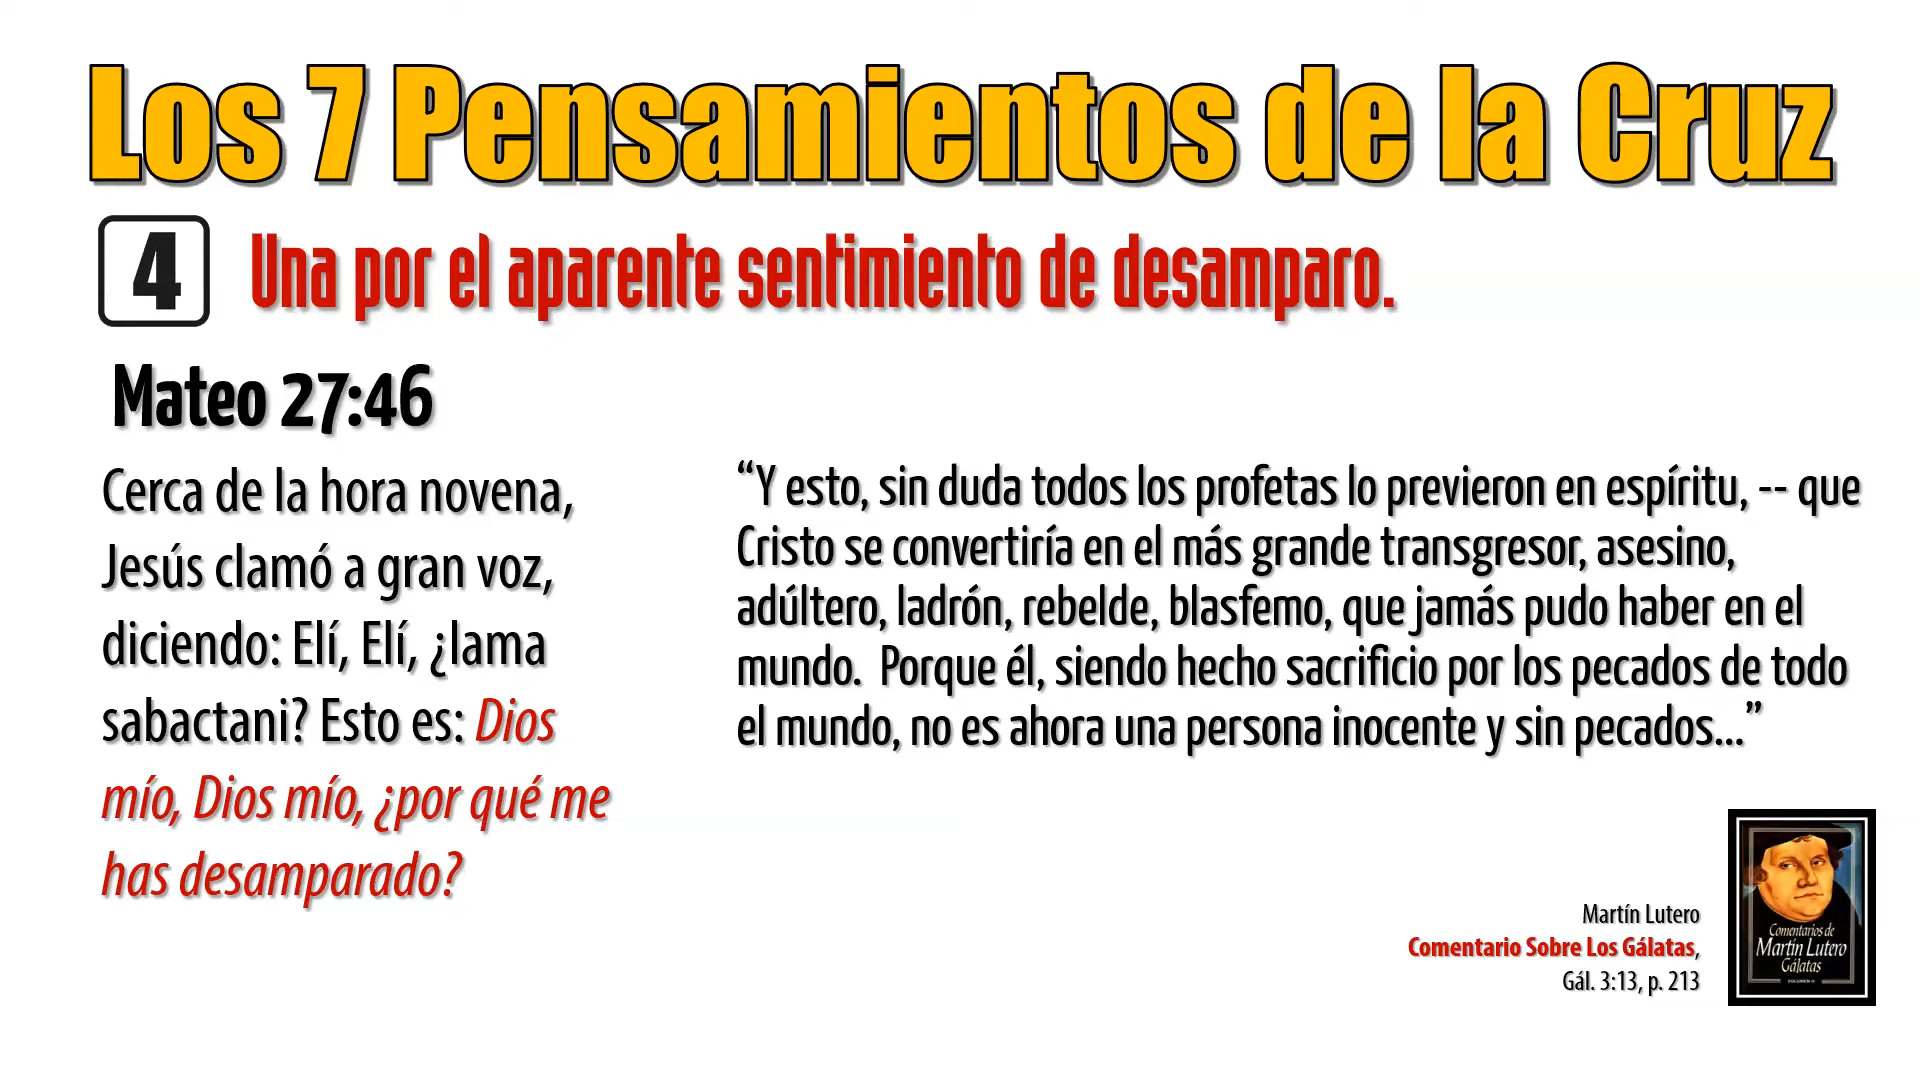 Los 7 Pensamientos de la Cruz
4
Una por el aparente sentimiento de desamparo.
Mateo 27:46
Cerca de la hora novena,
Jesús clamó a gran voz,
diciendo: Elí, Elí, ¿lama
sabactani? Esto es: Dios
mío, Dios mío, ¿por qué me
has desamparado?
“Y esto, sin duda todos los profetas lo previeron en espíritu, -- que
Cristo se convertiría en el más grande transgresor, asesino,
adúltero, ladrón, rebelde, blasfemo, que jamás pudo haber en el
mundo.  Porque él, siendo hecho sacrificio por los pecados de todo
el mundo, no es ahora una persona inocente y sin pecados...”
Martín Lutero
Comentario Sobre Los Gálatas,
Gál. 3:13, p. 213
Comentarios de
Martín Lutero
Gálatas